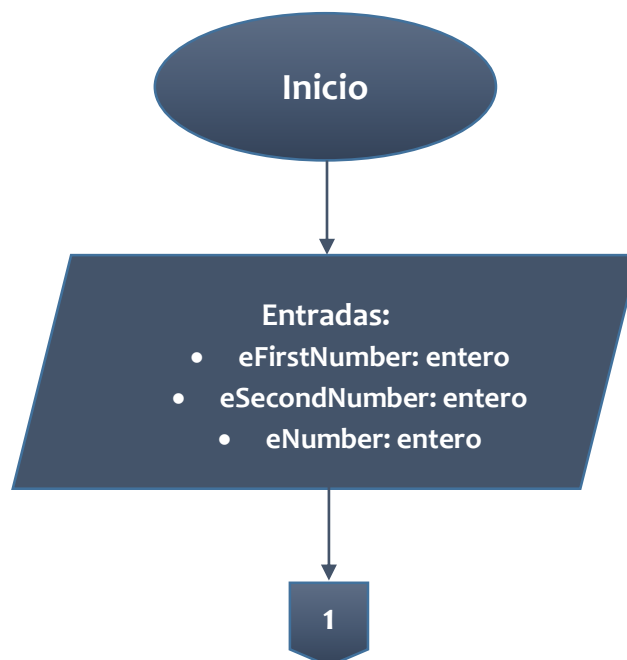 Inicio
Entradas:
• eFirstNumber: entero
• eSecondNumber: entero
• eNumber: entero
1